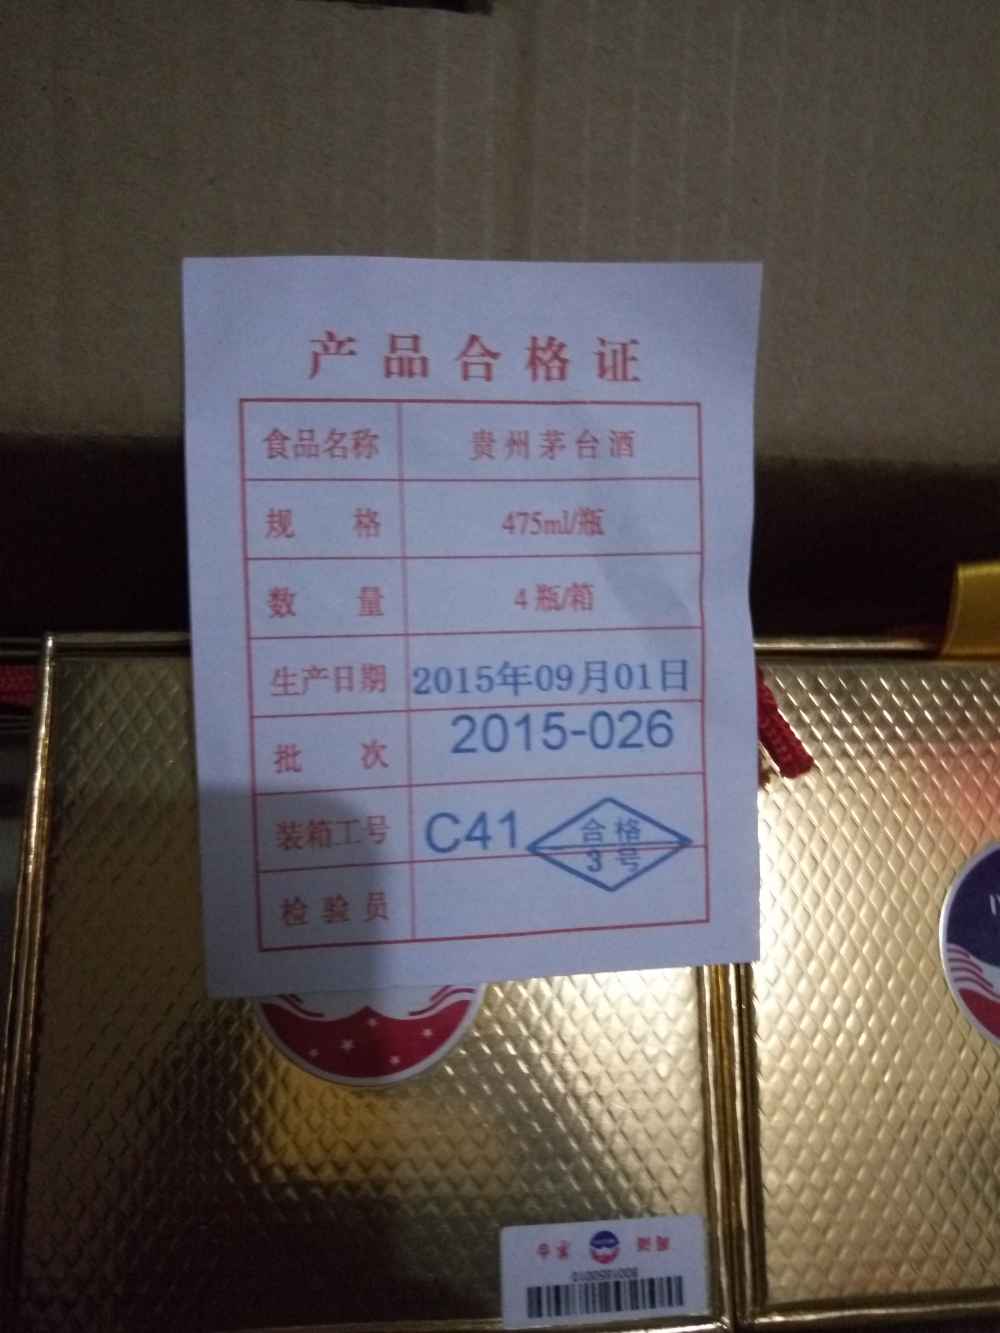 产品合格证
食品名称 贵州茅台酒
规格 475ml/瓶
数量 4瓶/箱
生产日期 2015年09月01日
批次 2015-026
装箱工号 C41
合格
3号
检验员